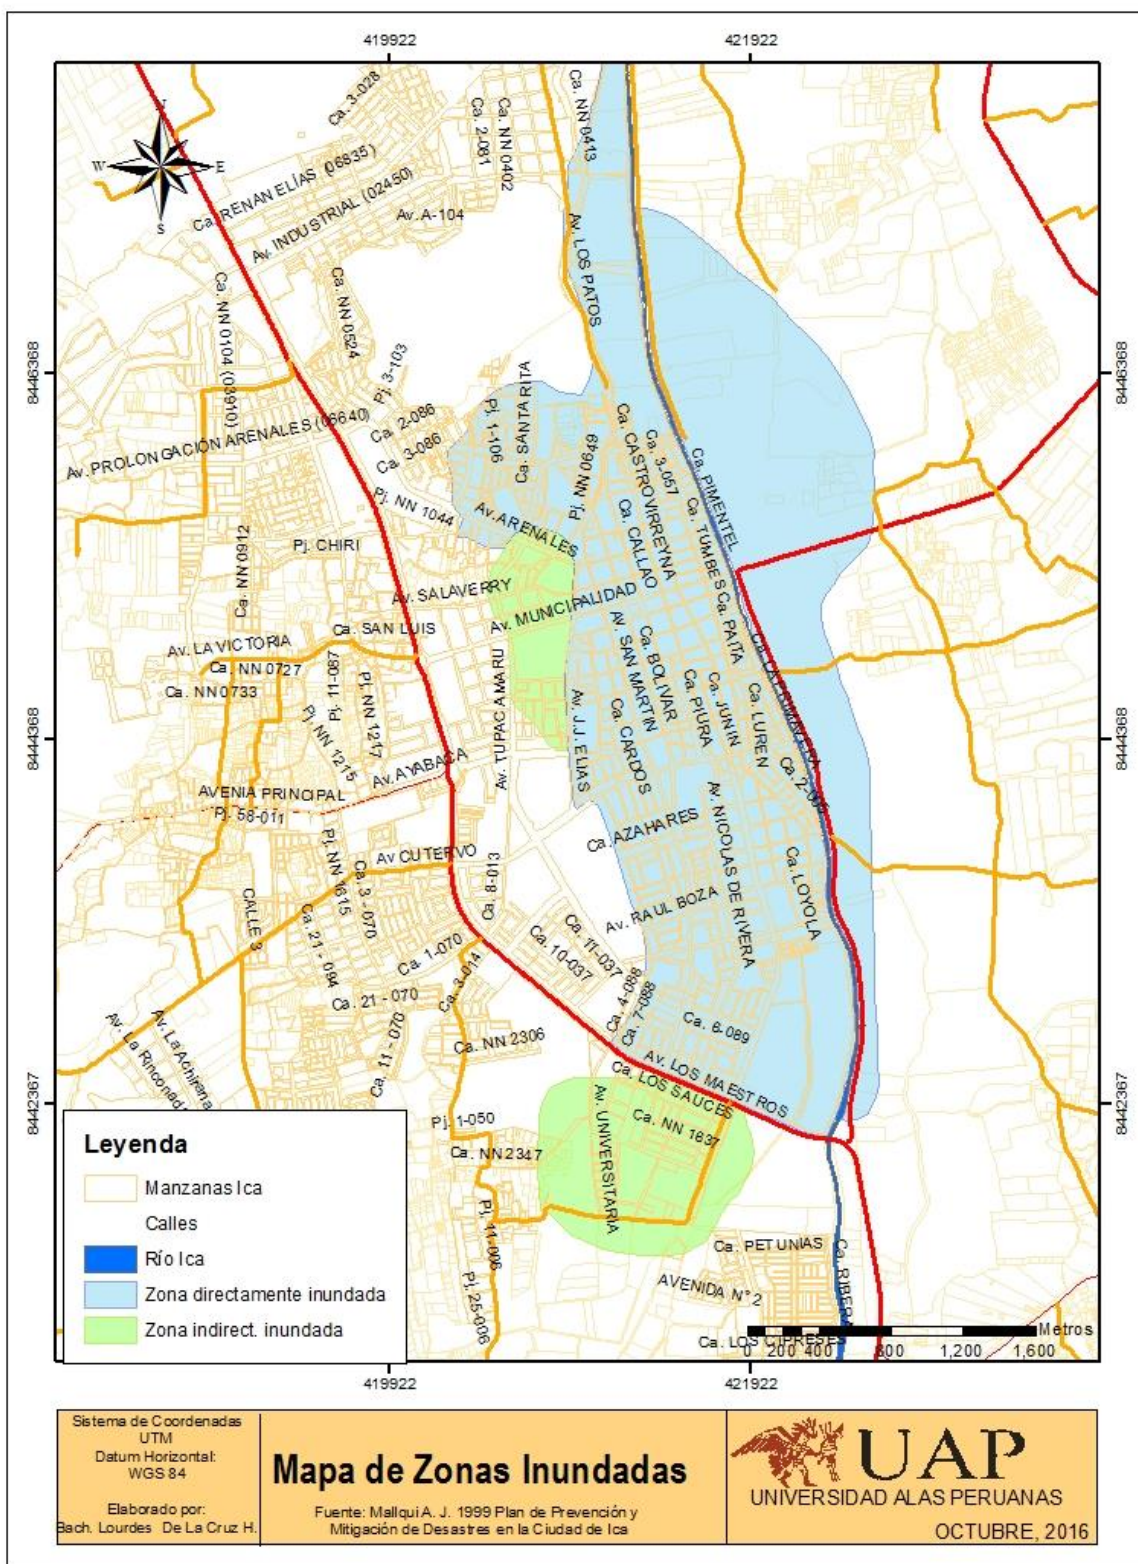 419922
421922
Ca. 3-028
Ca. 2-081
Ca. NN 0402
Ca. NN 0413
N
W
E
S
Ca. RENAN ELÍAS (06835)
Av. INDUSTRIAL (02450)
Av. A-104
Av. LOS PATOS
Ca. NN 0104 (03910)
Ca. NN 0524
8446368
8446368
Pj. 3-103
Ca. 2-086
Ca. 3-086
Pj. 1-106
Ca. SANTA RITA
Av. PROLONGACIÓN ARENALES (06640)
Pj. NN 0649
Ca. CASTROVIRREYNA
Ca. 3-057
Ca. PIMENTEL
Pj. NN 1044
Av. ARENALES
Ca. CALLAO
Ca. TUMBES
Ca. PAITA
Pj. CHIRI
Ca. NN 0912
Av. SALAVERRY
Av. MUNICIPALIDAD
Ca. SAN LUIS
Av. LA VICTORIA
Ca. NN 0727
Ca. NN 0733
Pj. 11-087
Pj. NN 1217
Pj. NN 1215
Av. TUPAC AMARU
Av. SAN MARTIN
Ca. BOLIVAR
Ca. PIURA
Ca. JUNIN
Ca. LUREN
Ca. LA PRIMAVERA
Av. J.J. ELIAS
Ca. CARDOS
8444368
8444368
Av. AYABACA
AVENIA PRINCIPAL
Pj. 58-011
Av. NICOLAS DE RIVERA
Ca. AZAHARES
Av CUTERVO
Pj. NN 1615
Ca. 3 - 070
Ca. 8-013
Ca. LOYOLA
CALLE 3
Ca. 21 - 094
Av. RAUL BOZA
Ca. 1-070
Ca. 10-037
Ca. 11-037
Ca. 3-014
Ca. 21 - 070
Ca. 4-088
Ca. 7-088
Ca. 6-089
Ca. NN 2306
Ca. 11 - 070
Av. La Achirana
Av. La Rinconada
Av. LOS MAESTROS
Ca. LOS SAUCES
8442367
8442367
Pj. 1-050
Ca. NN 2347
Av. UNIVERSITARIA
Ca. NN 1637
Pj. 11-006
Pj. 25-006
Ca. PETUNIAS
AVENIDA N° 2
Ca. RIBERA
Ca. LOS CIPRESES
Metros
0 200 400 800 1,200 1,600
Leyenda
Manzanas Ica
Calles
Río Ica
Zona directamente inundada
Zona indirect. inundada
419922
421922
Sistema de Coordenadas
UTM
Datum Horizontal:
WGS 84
Elaborado por:
Bach. Lourdes De La Cruz H.
Mapa de Zonas Inundadas
Fuente: Mallqui A. J. 1999 Plan de Prevención y
Mitigación de Desastres en la Ciudad de Ica
UAP
UNIVERSIDAD ALAS PERUANAS
OCTUBRE, 2016